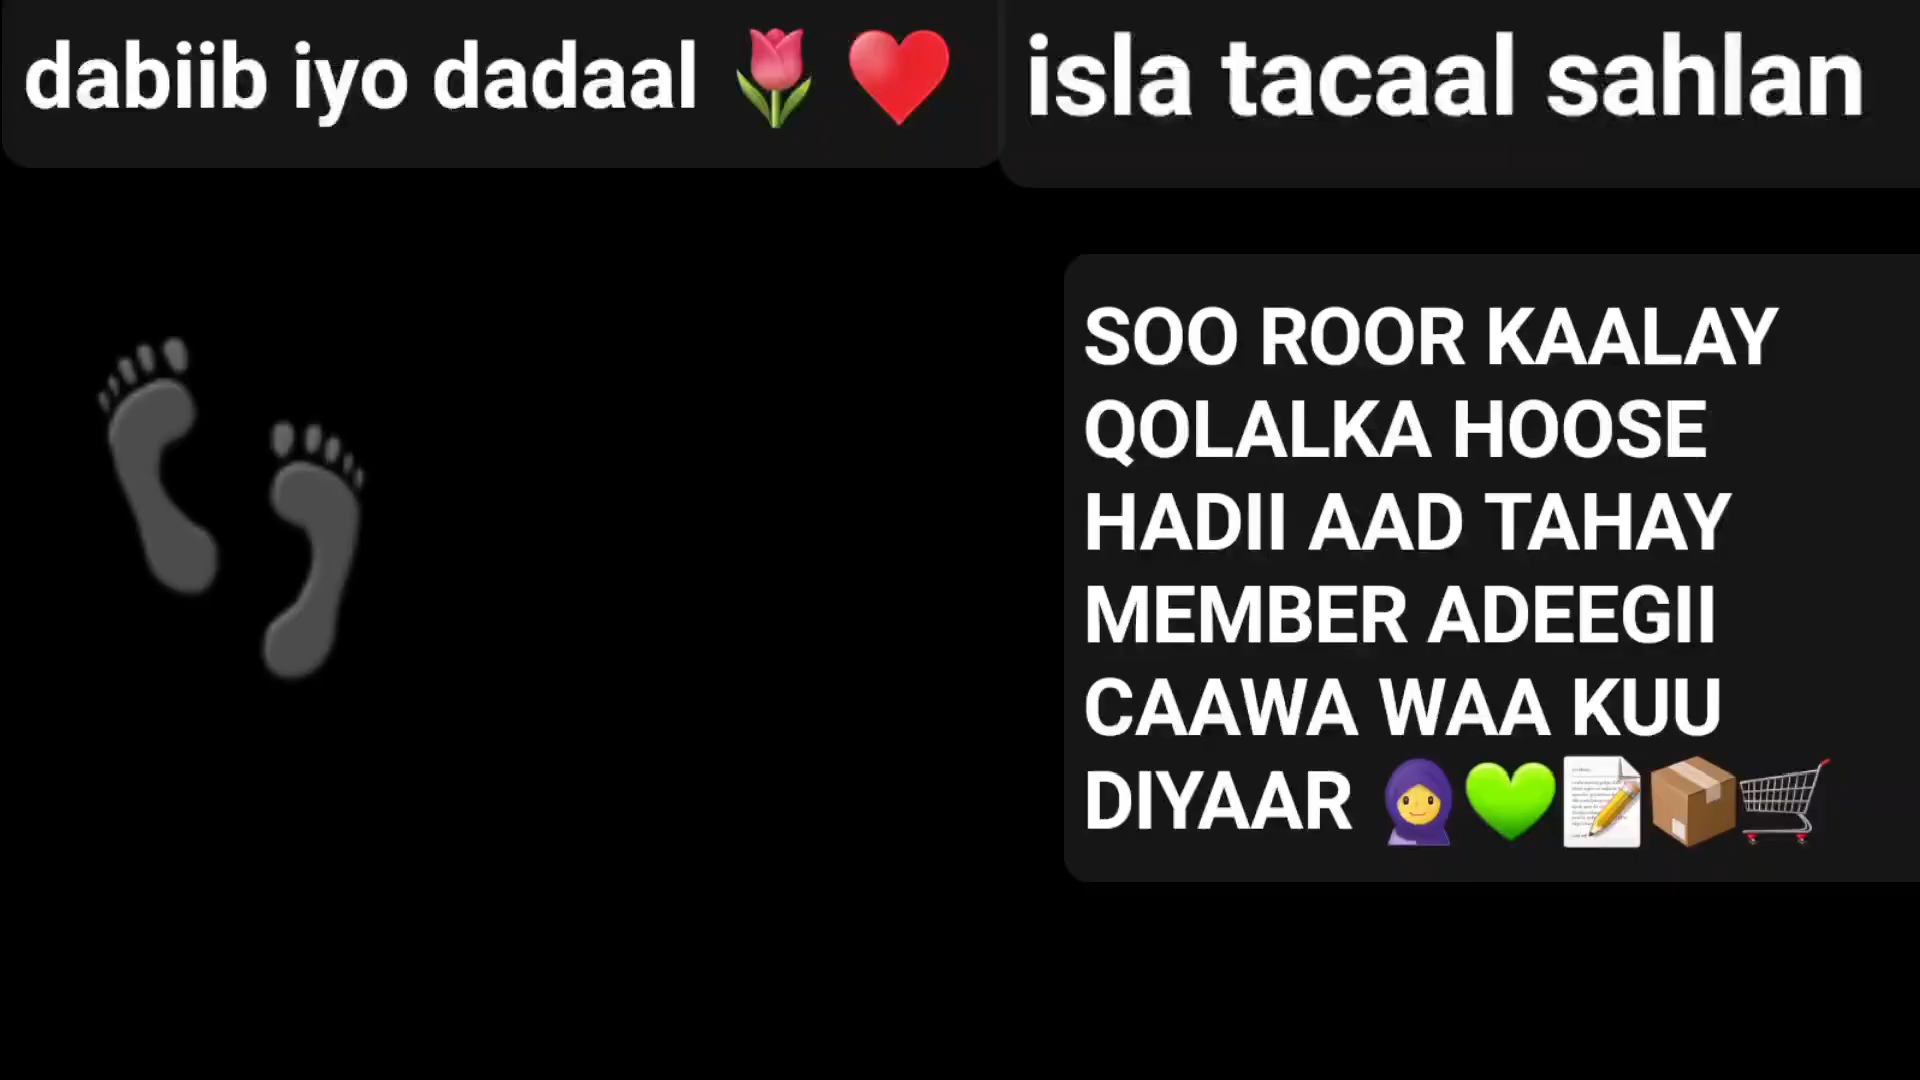 dabiib iyo dadaal 🌷 ♥️
isla tacaal sahlan
SOO ROOR KAALAY
QOLALKA HOOSE
HADII AAD TAHAY
MEMBER ADEEGII
CAAWA WAA KUU
DIYAAR 🧕💚📝📦🛒